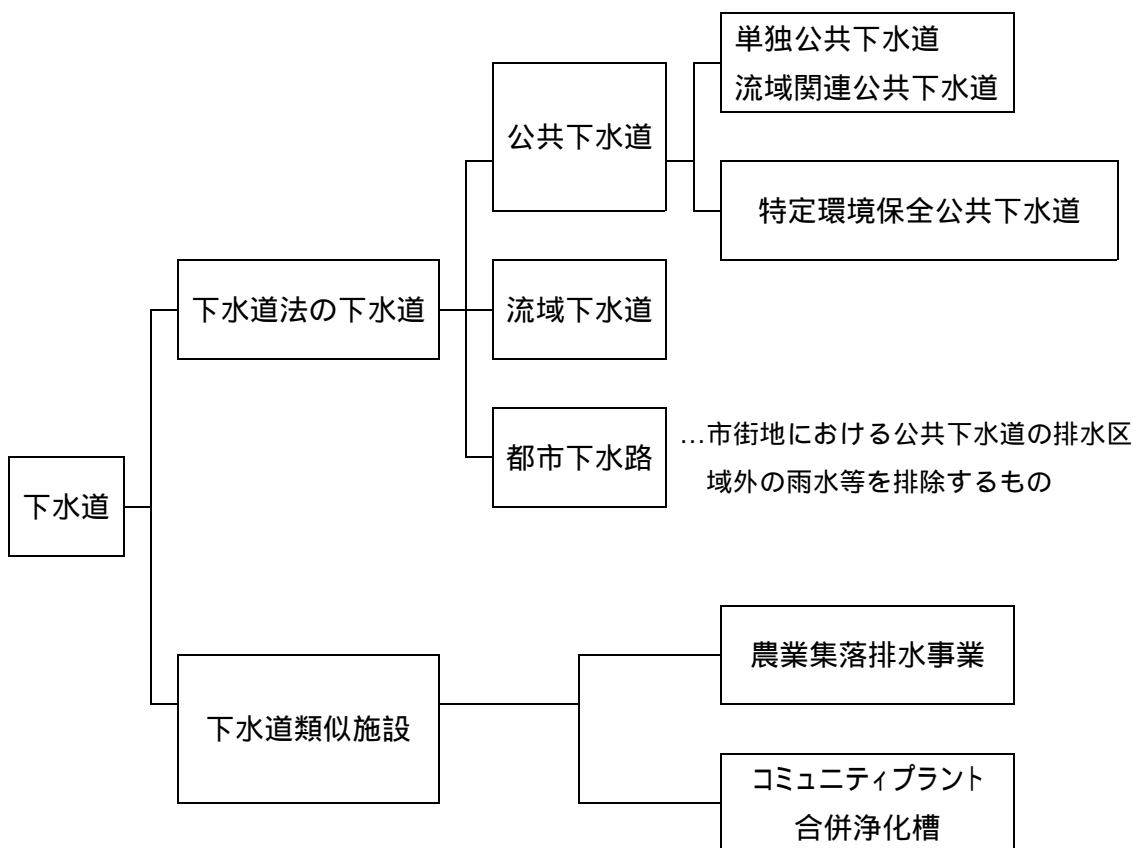 単独公共下水道
流域関連公共下水道
公共下水道
特定環境保全公共下水道
下水道法の下水道
流域下水道
都市下水路
…市街地における公共下水道の排水区
域外の雨水等を排除するもの
下水道
農業集落排水事業
下水道類似施設
コミュニティプラント
合併浄化槽